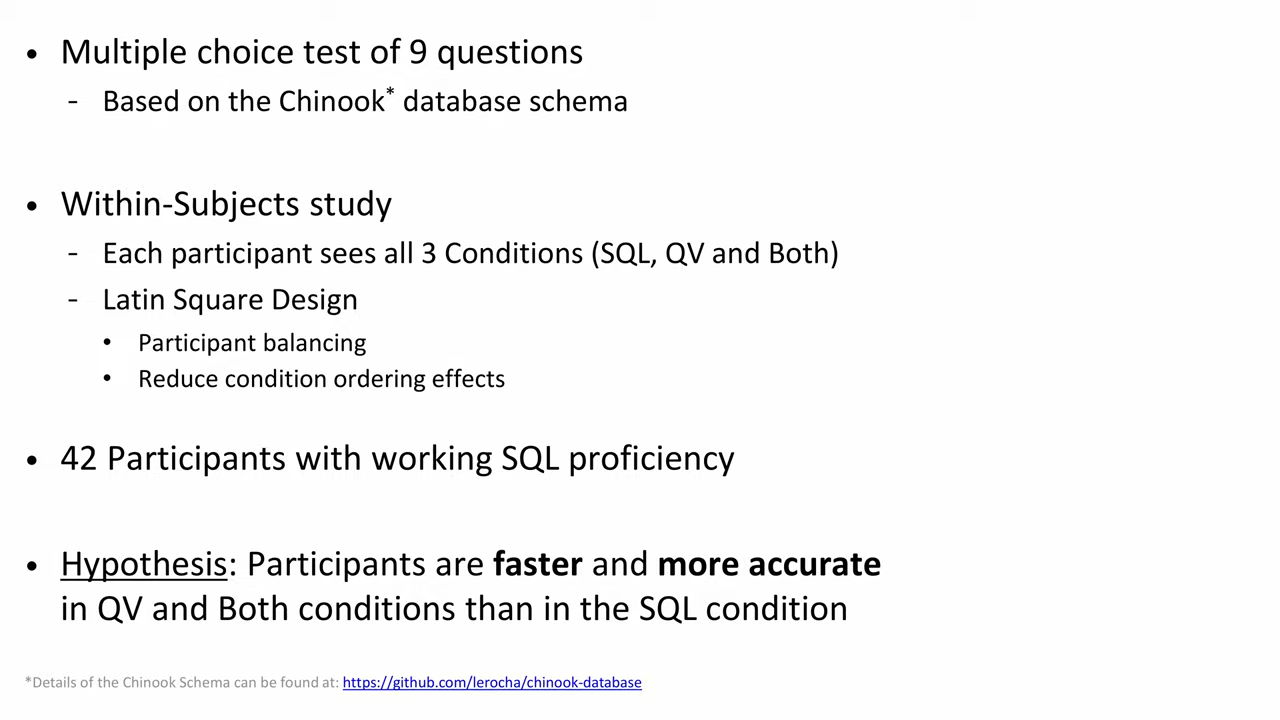 • Multiple choice test of 9 questions
- Based on the Chinook* database schema
• Within-Subjects study
- Each participant sees all 3 Conditions (SQL, QV and Both)
- Latin Square Design
• Participant balancing
• Reduce condition ordering effects
• 42 Participants with working SQL proficiency
• Hypothesis: Participants are faster and more accurate
in QV and Both conditions than in the SQL condition
*Details of the Chinook Schema can be found at: https://github.com/lerocha/chinook-database